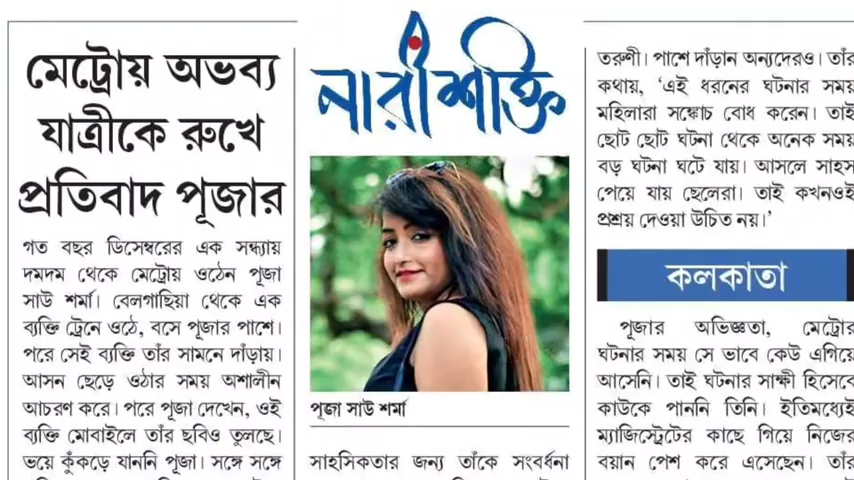 মেট্রোয় অভব্য
যাত্রীকে রুখে
প্রতিবাদ পূজার
গত বছর ডিসেম্বরের এক সন্ধ্যায়
দমদম থেকে মেট্রোয় ওঠেন পূজা
সাউ শর্মা। বেলগাছিয়া থেকে এক
ব্যক্তি ট্রেনে ওঠে, বসে পূজার পাশে।
পরে সেই ব্যক্তি তাঁর সামনে দাঁড়ায়।
আসন ছেড়ে ওঠার সময় অশালীন
আচরণ করে। পরে পূজা দেখেন, ওই
ব্যক্তি মোবাইলে তাঁর ছবিও তুলছে।
ভয়ে কুঁকড়ে যাননি পূজা। সঙ্গে সঙ্গে
নারীশক্তি
পূজা সাউ শর্মা
সাহসিকতার জন্য তাঁকে সংবর্ধনা
তরুণী। পাশে দাঁড়ান অন্যদেরও। তাঁর
কথায়, ‘এই ধরনের ঘটনার সময়
মহিলারা সঙ্কোচ বোধ করেন। তাই
ছোট ছোট ঘটনা থেকে অনেক সময়
বড় ঘটনা ঘটে যায়। আসলে সাহস
পেয়ে যায় ছেলেরা। তাই কখনওই
প্রশ্রয় দেওয়া উচিত নয়।’
কলকাতা
পূজার অভিজ্ঞতা, মেট্রোর
ঘটনার সময় সে ভাবে কেউ এগিয়ে
আসেনি। তাই ঘটনার সাক্ষী হিসেবে
কাউকে পাননি তিনি। ইতিমধ্যেই
ম্যাজিস্ট্রেটের কাছে গিয়ে নিজের
বয়ান পেশ করে এসেছেন। তাঁর